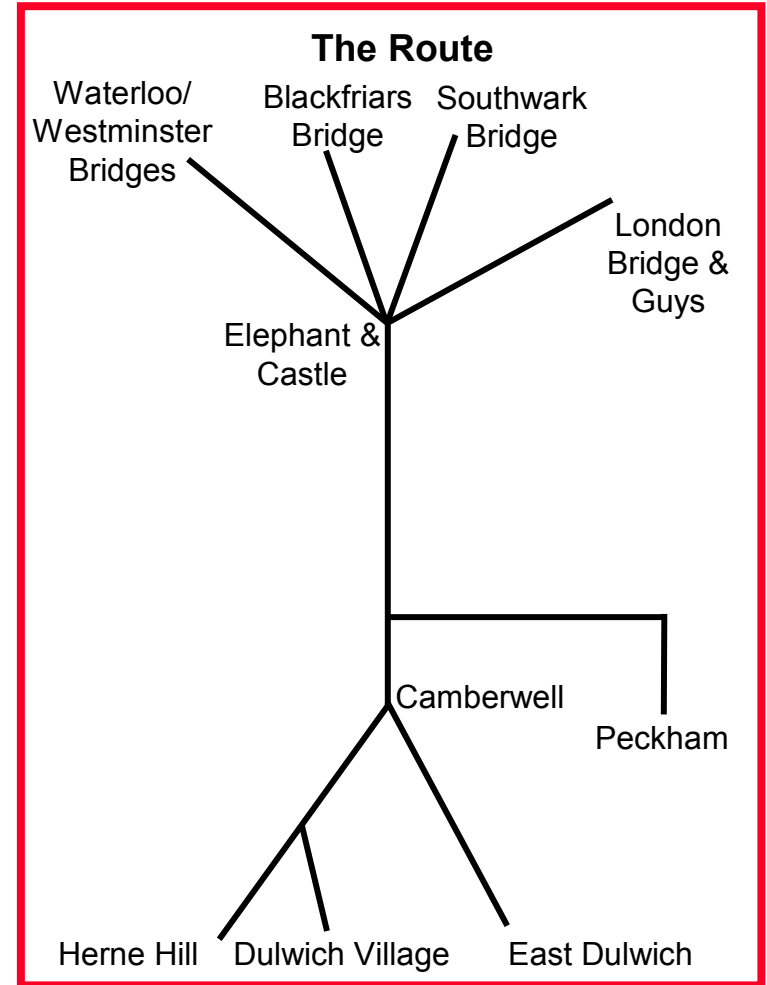 The Route
Waterloo/
Westminster
Bridges
Blackfriars
Bridge
Southwark
Bridge
London
Bridge &
Guys
Elephant &
Castle
Camberwell
Peckham
Herne Hill
Dulwich Village
East Dulwich